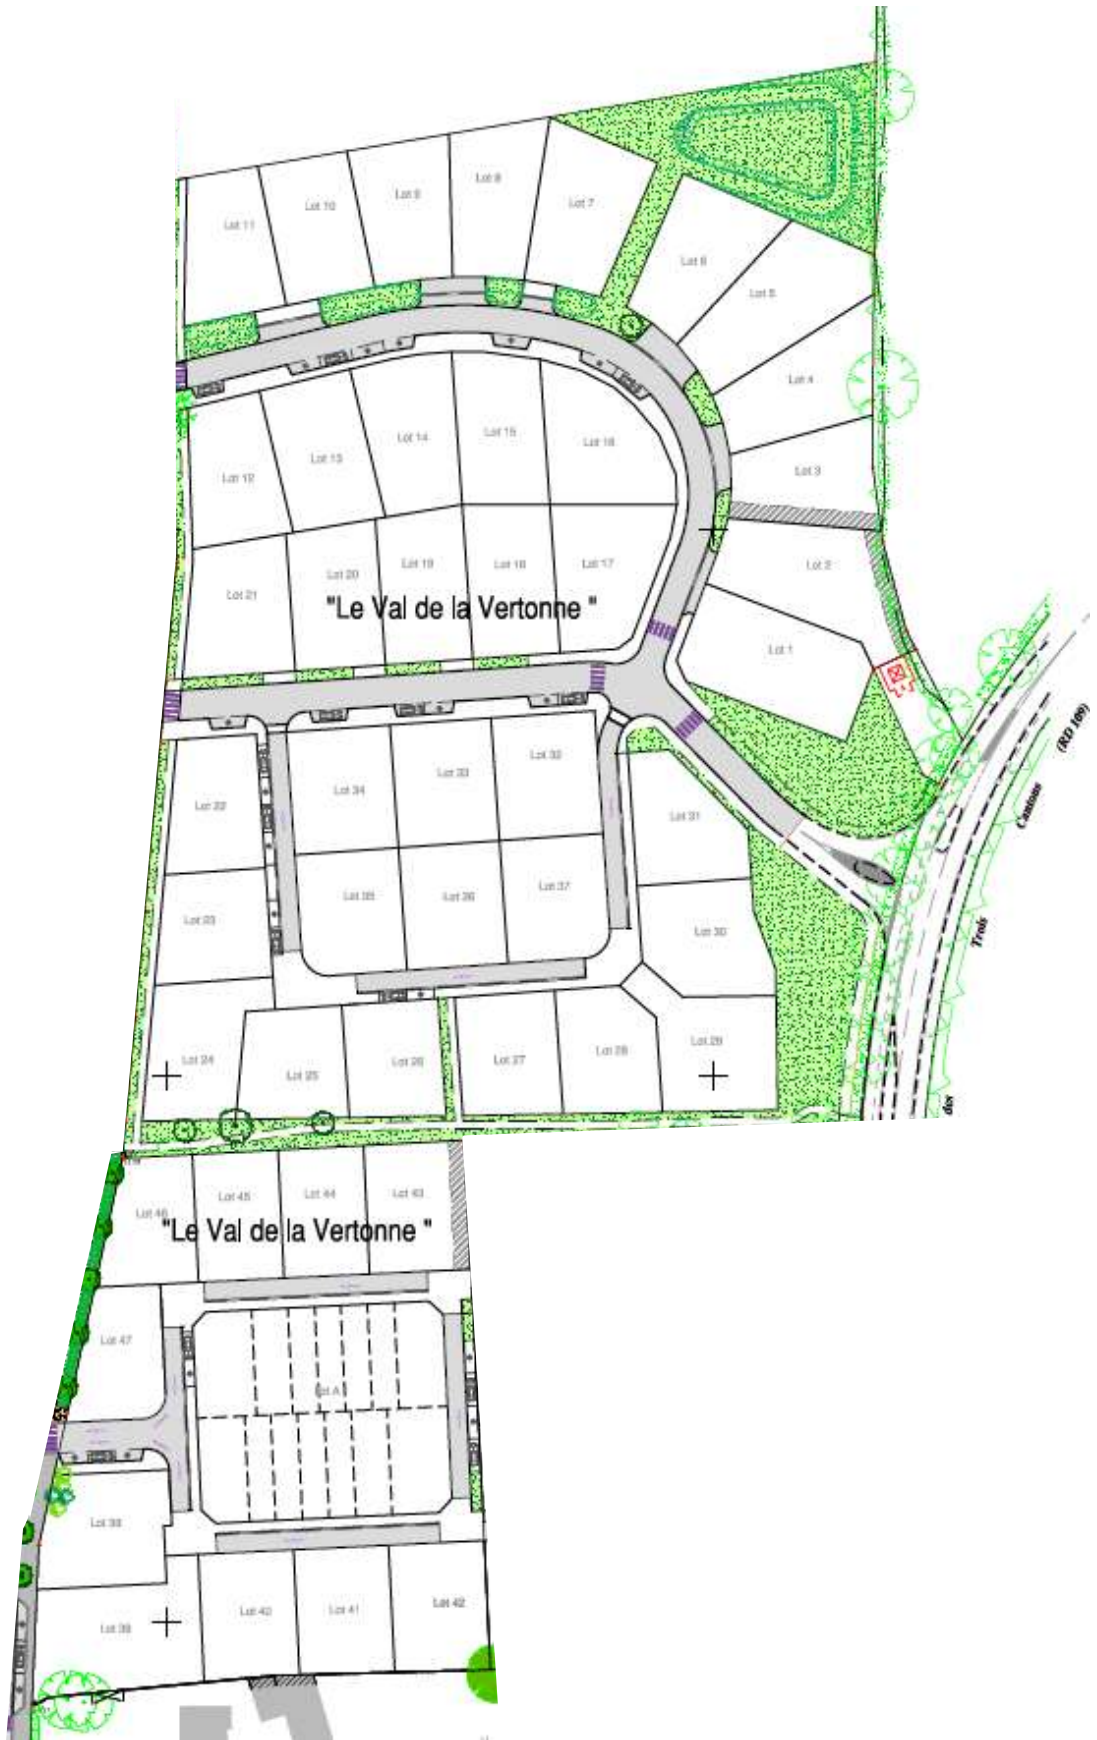 Lot 8
Lot 9
Lot 10
Lot 7
Lot 11
Lot 6
Lot 5
Lot 4
Lot 15
Lot 14
Lot 16
Lot 13
Lot 3
Lot 12
Lot 19
Lot 18
Lot 17
Lot 2
Lot 20
Lot 21
"Le Val de la Vertonne "
Lot 1
(RD 109)
Lot 32
Lot 33
Lot 34
Lot 22
Cantons
Lot 31
Lot 37
Lot 35
Lot 36
Lot 23
Lot 30
Trois
Lot 29
Lot 28
Lot 24
Lot 26
Lot 27
Lot 25
des
Lot 45
Lot 44
Lot 43
Lot 46
"Le Val de la Vertonne "
Lot 47
Lot A
Lot 42
Lot 41